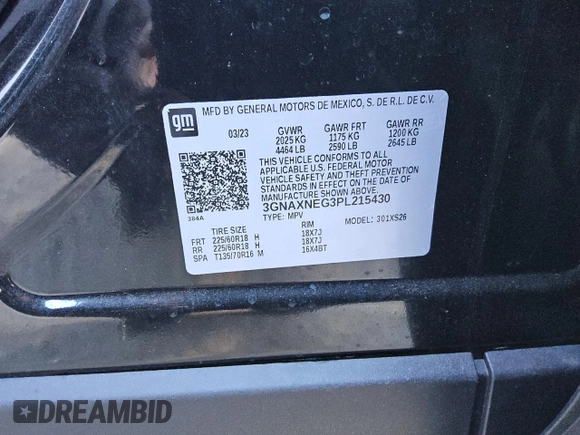 gm
MFD BY GENERAL MOTORS DE MEXICO, S. DE R.L. DE C.V.
03/23 GVWR GAWR FRT GAWR RR
2025 KG 1175 KG 1200 KG
4464 LB 2590 LB 2645 LB
THIS VEHICLE CONFORMS TO ALL
APPLICABLE U.S. FEDERAL MOTOR
VEHICLE SAFETY AND THEFT PREVENTION
STANDARDS IN EFFECT ON THE DATE OF
MANUFACTURE SHOWN ABOVE.
3GNAXNEG3PL215430
384A TYPE: MPV MODEL: 301XS26
TIRE SIZE RIM
FRT 225/60R18 H 18X7J
RR 225/60R18 H 18X7J
SPA T135/70R16 M 16X4BT
DREAMBID